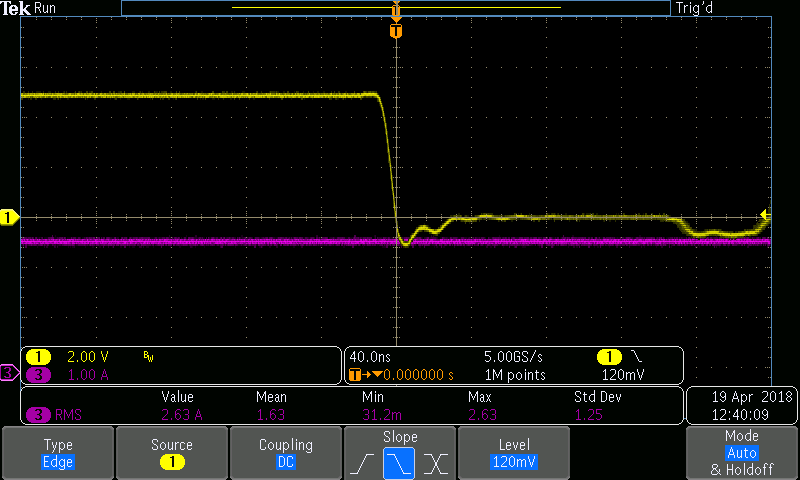 Tek Run Trig'd
T
T
1
3
1 2.00 V BW
3 1.00 A
40.0ns 5.00GS/s 1
T 0.000000 s 1M points 120mV
Value Mean Min Max Std Dev
3 RMS 2.63 A 1.63 31.2m 2.63 1.25
19 Apr 2018
12:40:09
Type
Edge
Source
1
Coupling
DC
Slope
Level
120mV
Mode
Auto
& Holdoff